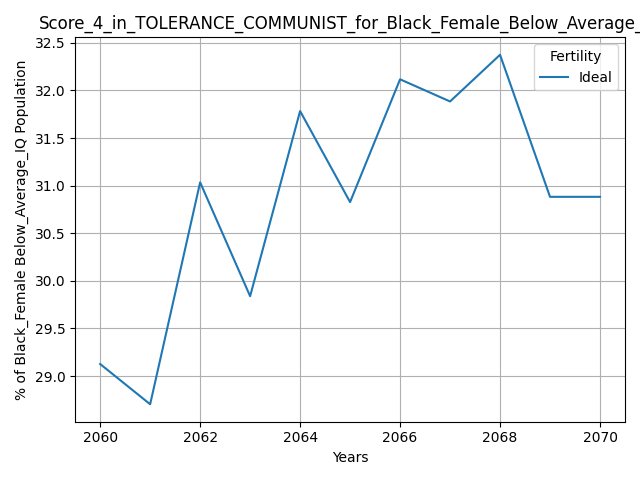 Score_4_in_TOLERANCE_COMMUNIST_for_Black_Female_Below_Average_
32.5
32.0
31.5
31.0
30.5
30.0
29.5
29.0
% of Black_Female Below_Average_IQ Population
Fertility
Ideal
2060 2062 2064 2066 2068 2070
Years